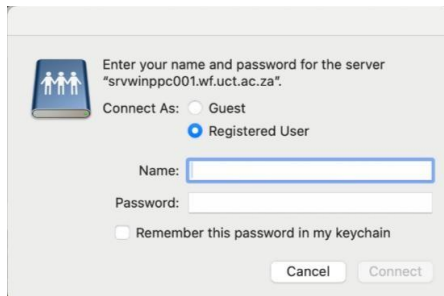 Enter your name and password for the server
“srvwinppc001.wf.uct.ac.za”.
Connect As: Guest
Registered User
Name:
Password:
Remember this password in my keychain
Cancel Connect